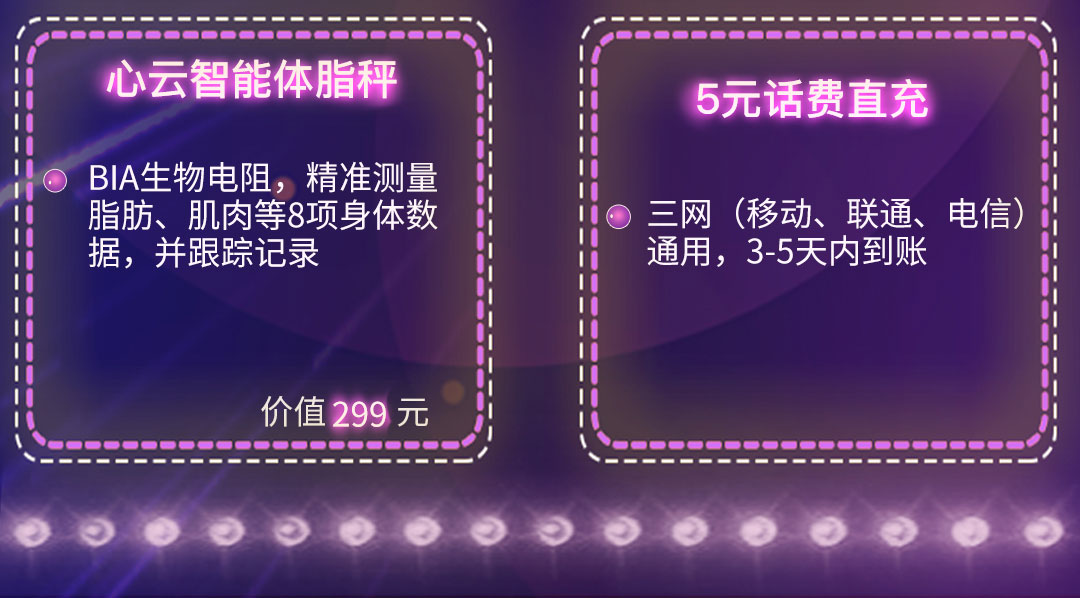 心云智能体脂秤
BIA生物电阻，精准测量
脂肪、肌肉等8项身体数
据，并跟踪记录
价值 299 元
5元话费直充
三网（移动、联通、电信）
通用，3-5天内到账